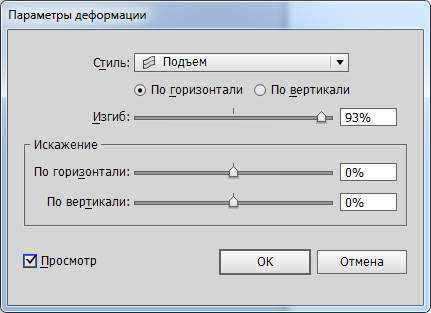 Параметры деформации
Стиль: Подъем
По горизонтали По вертикали
Изгиб: 93%
Искажение
По горизонтали: 0%
По вертикали: 0%
Просмотр OK Отмена